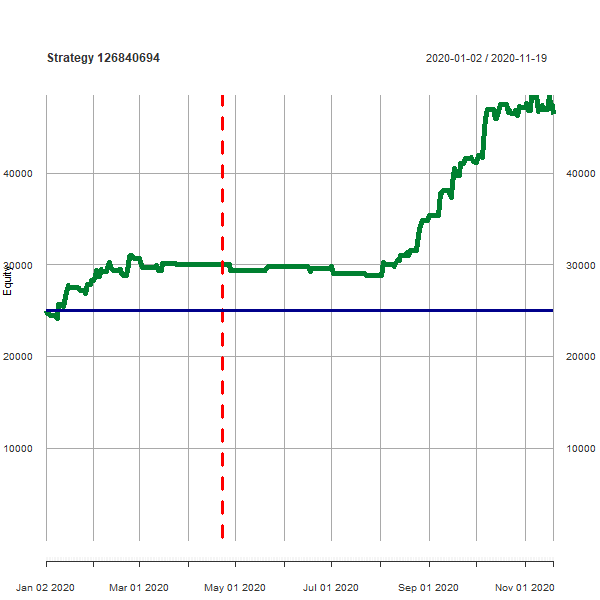 Strategy 126840694
2020-01-02 / 2020-11-19
40000
40000
30000
30000
Equity
20000
20000
10000
10000
Jan 02 2020
Mar 01 2020
May 01 2020
Jul 01 2020
Sep 01 2020
Nov 01 2020